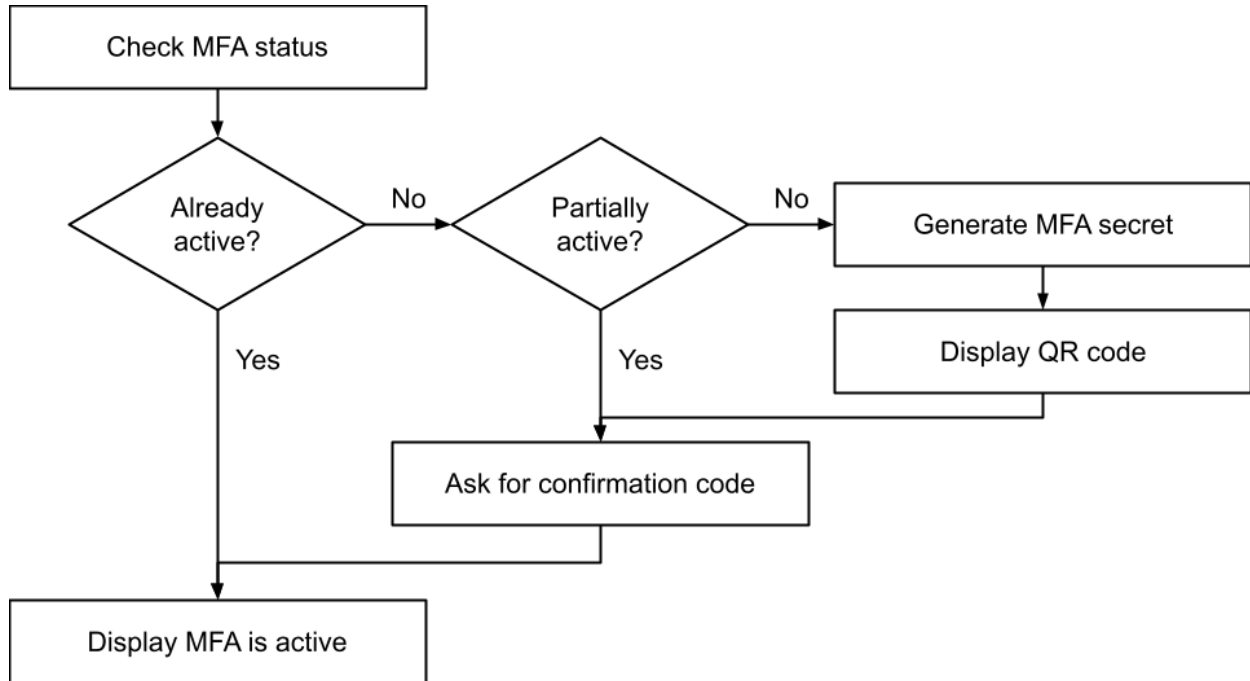 Check MFA status
Already
active?
No
Partially
active?
No
Generate MFA secret
Display QR code
Yes
Yes
Ask for confirmation code
Display MFA is active